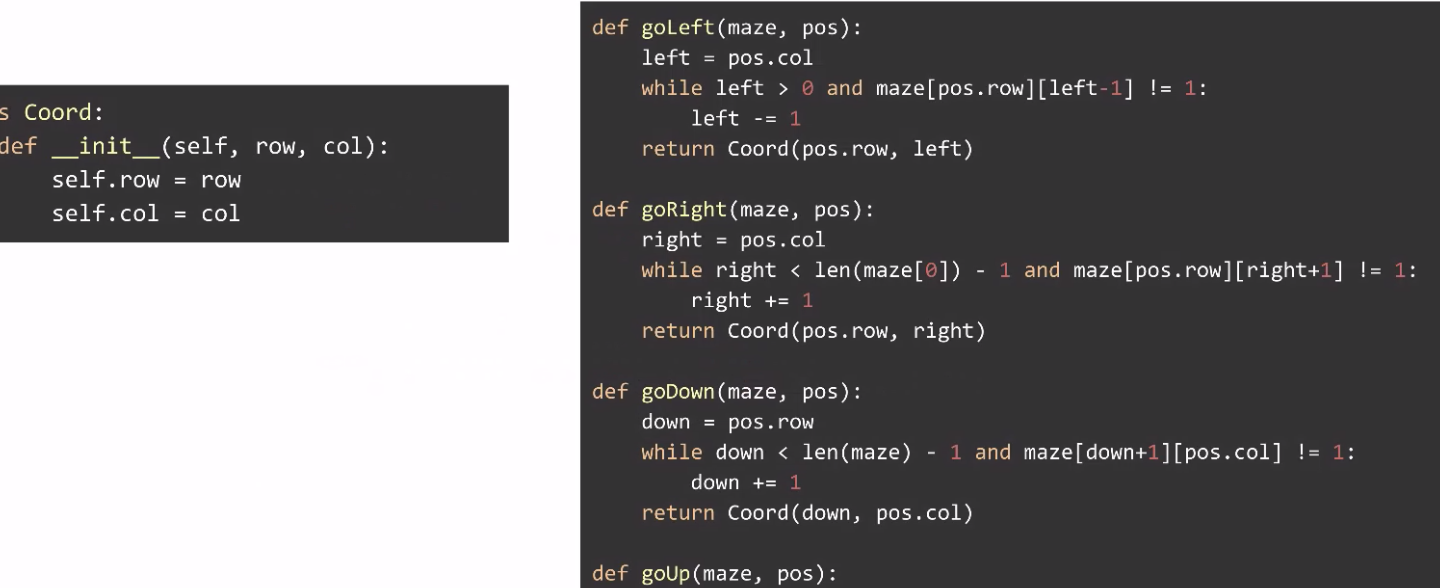 s Coord:
def __init__(self, row, col):
self.row = row
self.col = col
def goLeft(maze, pos):
left = pos.col
while left > 0 and maze[pos.row][left-1] != 1:
left -= 1
return Coord(pos.row, left)
def goRight(maze, pos):
right = pos.col
while right < len(maze[0]) - 1 and maze[pos.row][right+1] != 1:
right += 1
return Coord(pos.row, right)
def goDown(maze, pos):
down = pos.row
while down < len(maze) - 1 and maze[down+1][pos.col] != 1:
down += 1
return Coord(down, pos.col)
def goUp(maze, pos):